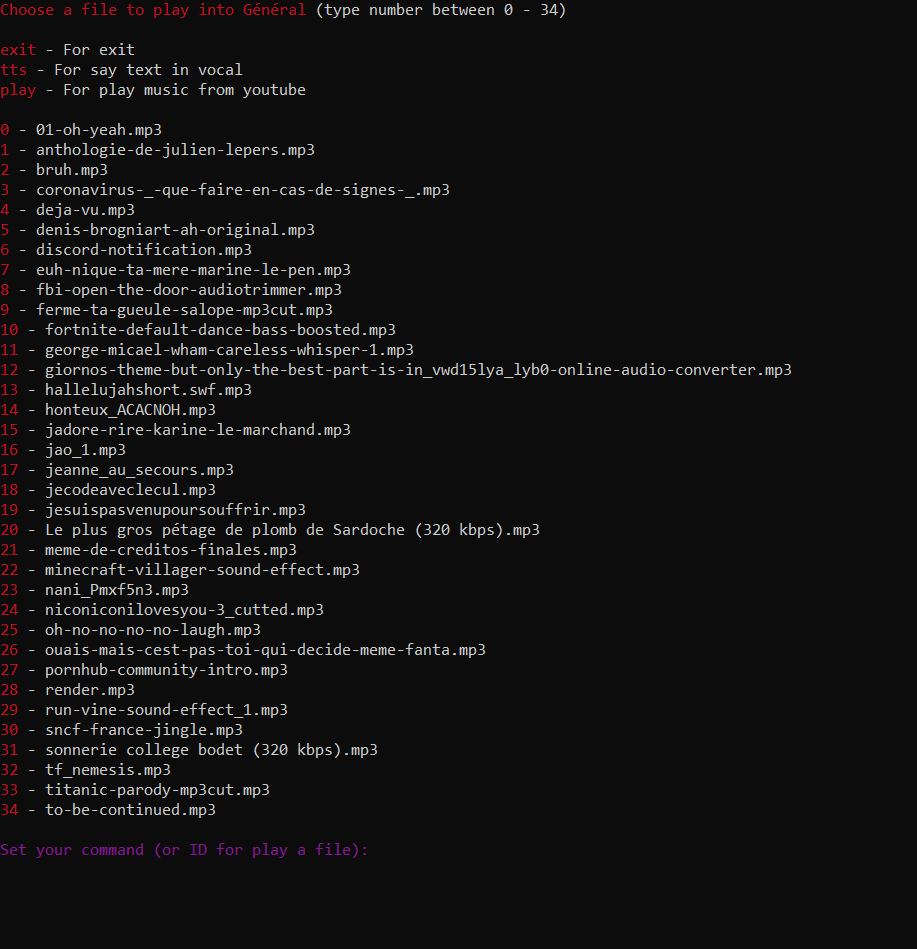 Choose a file to play into Général (type number between 0 - 34)
exit - For exit
tts - For say text in vocal
play - For play music from youtube
0 - 01-oh-yeah.mp3
1 - anthologie-de-julien-lepers.mp3
2 - bruh.mp3
3 - coronavirus-_-que-faire-en-cas-de-signes-_.mp3
4 - deja-vu.mp3
5 - denis-brogniart-ah-original.mp3
6 - discord-notification.mp3
7 - euh-nique-ta-mere-marine-le-pen.mp3
8 - fbi-open-the-door-audiotrimmer.mp3
9 - ferme-ta-gueule-salope-mp3cut.mp3
10 - fortnite-default-dance-bass-boosted.mp3
11 - george-micael-wham-careless-whisper-1.mp3
12 - giornos-theme-but-only-the-best-part-is-in_vwd15lya_lyb0-online-audio-converter.mp3
13 - hallelujahshort.swf.mp3
14 - honteux_ACACNOH.mp3
15 - jadore-rire-karine-le-marchand.mp3
16 - jao_1.mp3
17 - jeanne_au_secours.mp3
18 - jecodeaveclecul.mp3
19 - jesuispasvenupoursouffrir.mp3
20 - Le plus gros pétage de plomb de Sardoche (320 kbps).mp3
21 - meme-de-creditos-finales.mp3
22 - minecraft-villager-sound-effect.mp3
23 - nani_Pmxf5n3.mp3
24 - niconiconilovesyou-3_cutted.mp3
25 - oh-no-no-no-no-laugh.mp3
26 - ouais-mais-cest-pas-toi-qui-decide-meme-fanta.mp3
27 - pornhub-community-intro.mp3
28 - render.mp3
29 - run-vine-sound-effect_1.mp3
30 - sncf-france-jingle.mp3
31 - sonnerie college bodet (320 kbps).mp3
32 - tf_nemesis.mp3
33 - titanic-parody-mp3cut.mp3
34 - to-be-continued.mp3
Set your command (or ID for play a file):